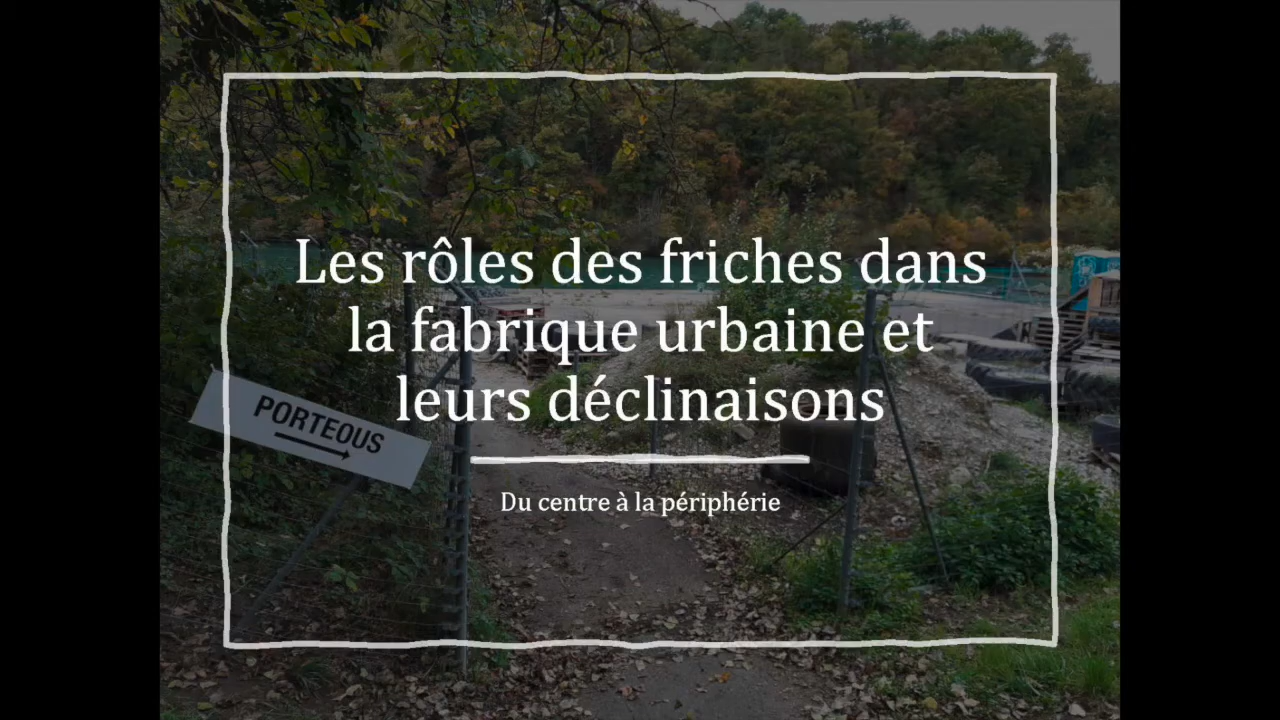 Les rôles des friches dans
la fabrique urbaine et
leurs déclinaisons
PORTEOUS
Du centre à la périphérie